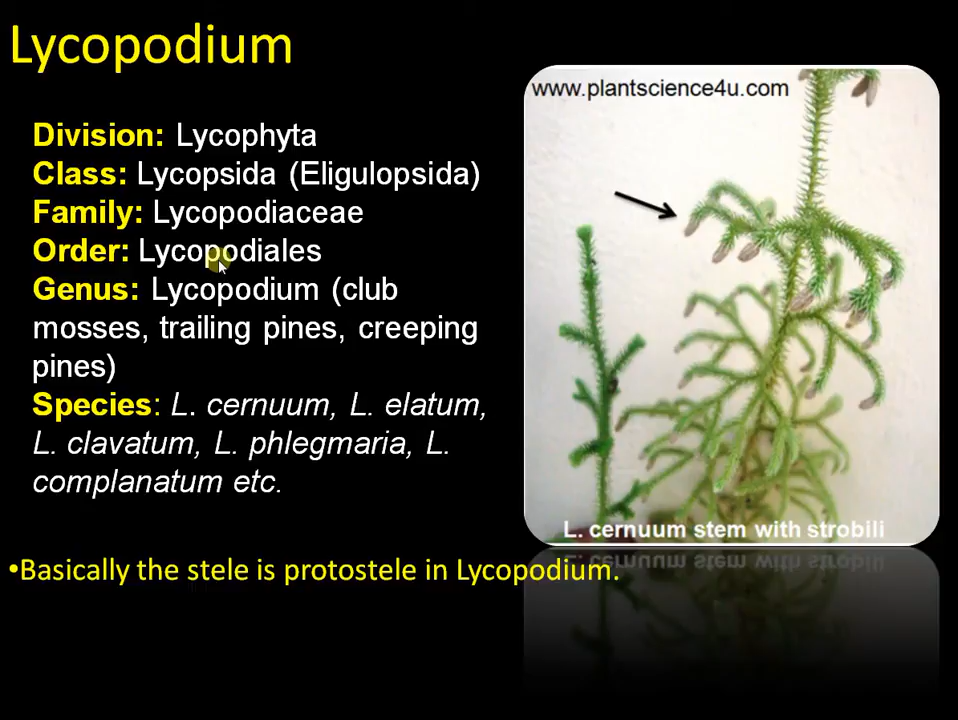 Lycopodium
www.plantscience4u.com
Division: Lycophyta
Class: Lycopsida (Eligulopsida)
Family: Lycopodiaceae
Order: Lycopodiales
Genus: Lycopodium (club
mosses, trailing pines, creeping
pines)
Species: L. cernuum, L. elatum,
L. clavatum, L. phlegmaria, L.
complanatum etc.
L. cernuum stem with strobili
•Basically the stele is protostele in Lycopodium.